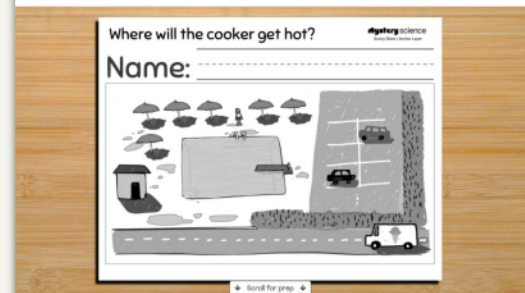 Where will the cooker get hot?
mystery science
Name:
Scroll for prep